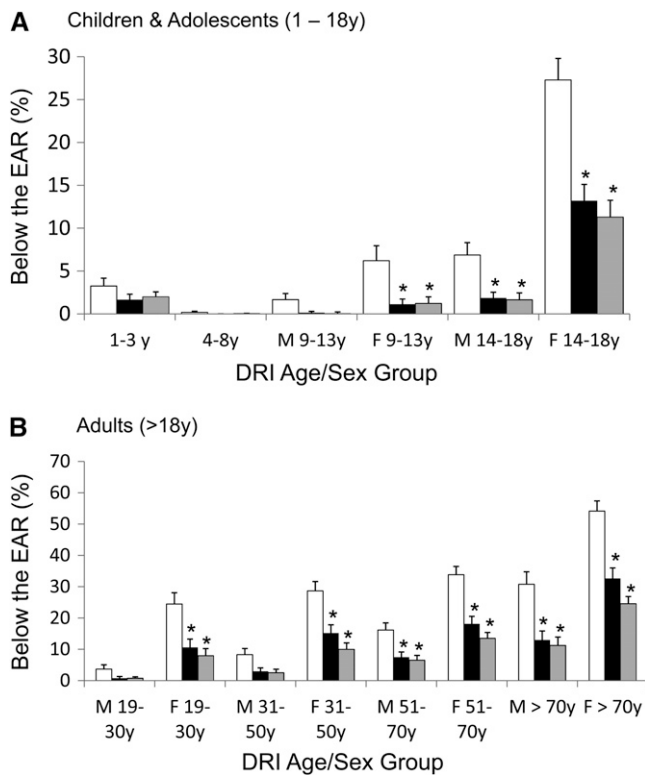 A Children & Adolescents (1 – 18y)
Below the EAR (%)
30
25
20
15
10
5
0
* * * * * *
1-3 y 4-8y M 9-13y F 9-13y M 14-18y F 14-18y
DRI Age/Sex Group
B Adults (>18y)
Below the EAR (%)
70
60
50
40
30
20
10
0
* * * * * * * * * * * *
M 19- F 19- M 31- F 31- M 51- F 51- M > 70y F > 70y
30y 30y 50y 50y 70y 70y
DRI Age/Sex Group